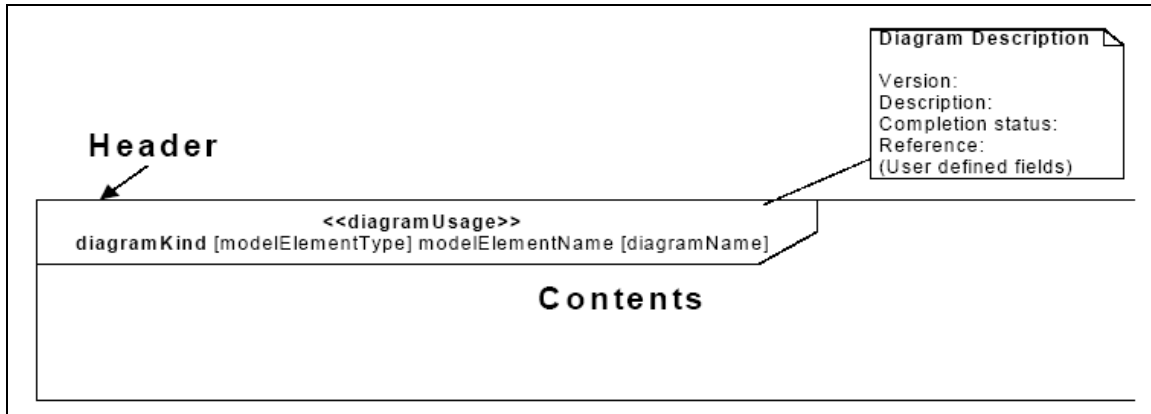 Diagram Description
Version:
Description:
Completion status:
Reference:
(User defined fields)
Header
<<diagramUsage>>
diagramKind [modelElementType] modelElementName [diagramName]
Contents